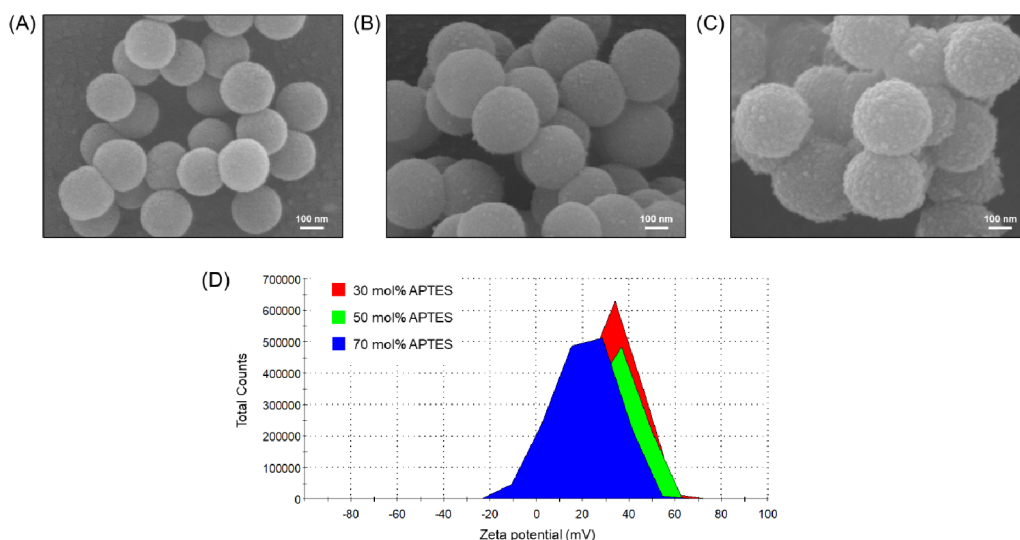 (A)
(B)
(C)
100 nm
100 nm
100 nm
(D)
700000
600000
500000
400000
300000
200000
100000
0
Total Counts
30 mol% APTES
50 mol% APTES
70 mol% APTES
-80
-60
-40
-20
0
20
40
60
80
100
Zeta potential (mV)